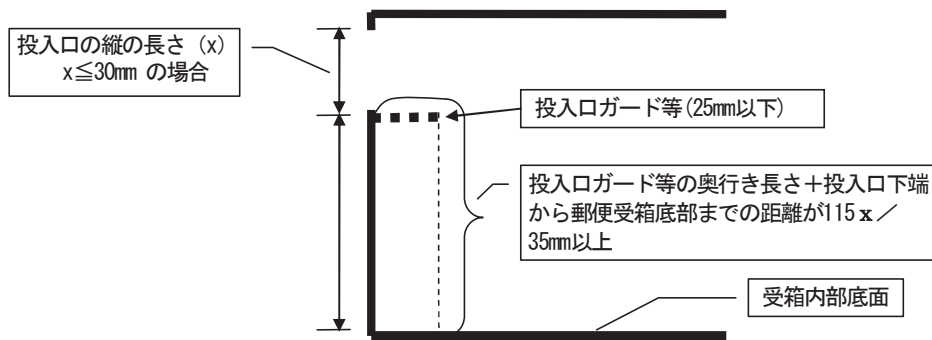 投入口の縦の長さ (x)
x≦30mm の場合
投入口ガード等(25mm以下)
投入口ガード等の奥行き長さ+投入口下端
から郵便受箱底部までの距離が115x/
35mm以上
受箱内部底面